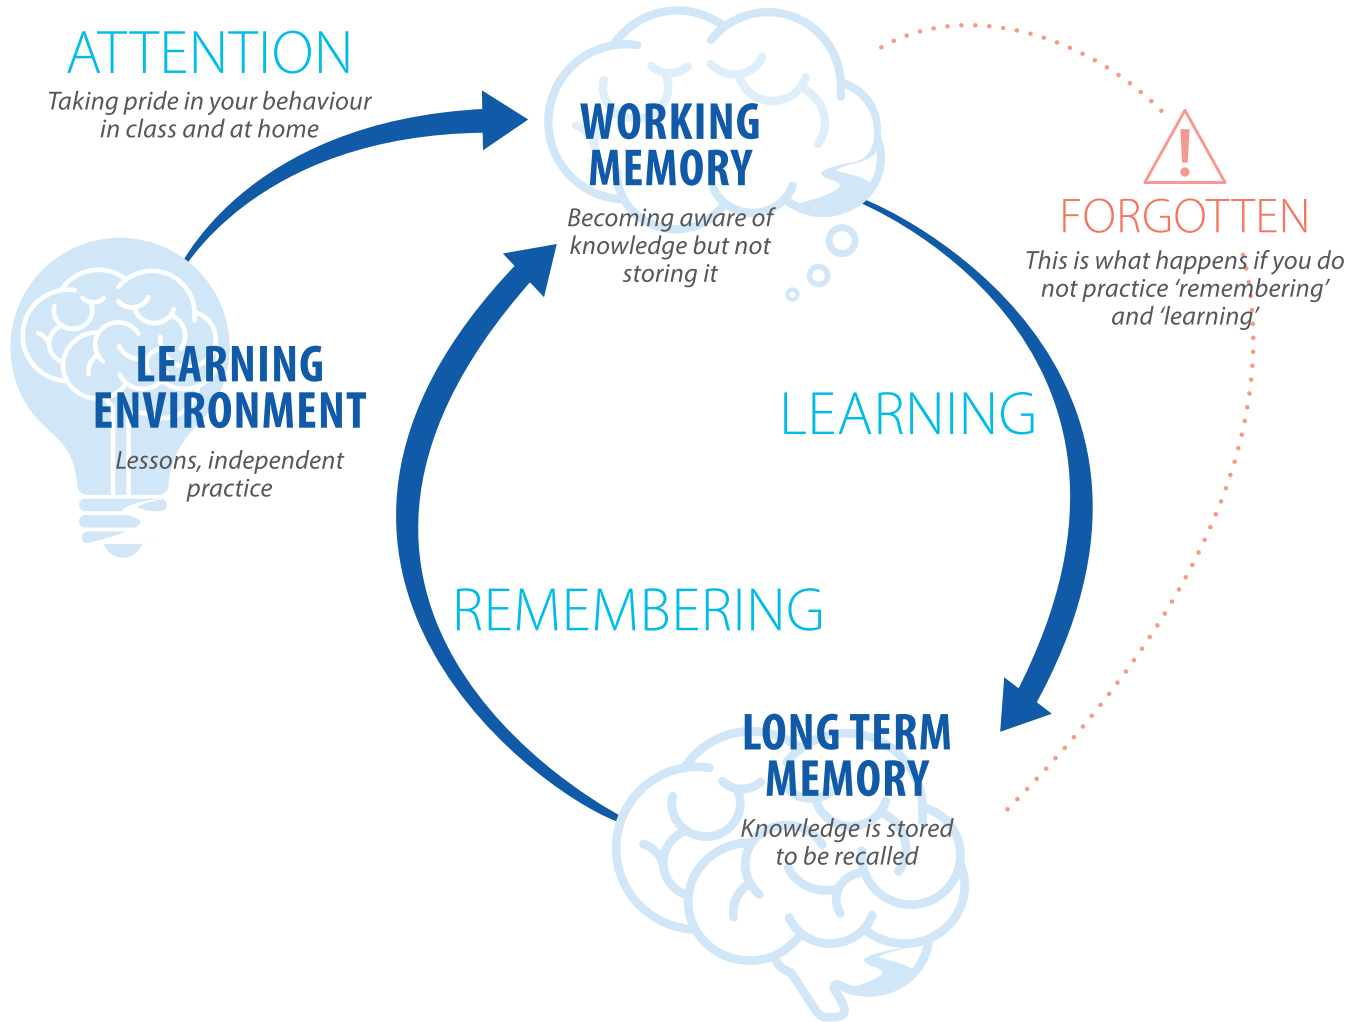 ATTENTION
Taking pride in your behaviour
in class and at home
WORKING
MEMORY
Becoming aware of
knowledge but not
storing it
FORGOTTEN
This is what happens if you do
not practice ‘remembering’
and ‘learning’
LEARNING
ENVIRONMENT
Lessons, independent
practice
LEARNING
REMEMBERING
LONG TERM
MEMORY
Knowledge is stored
to be recalled